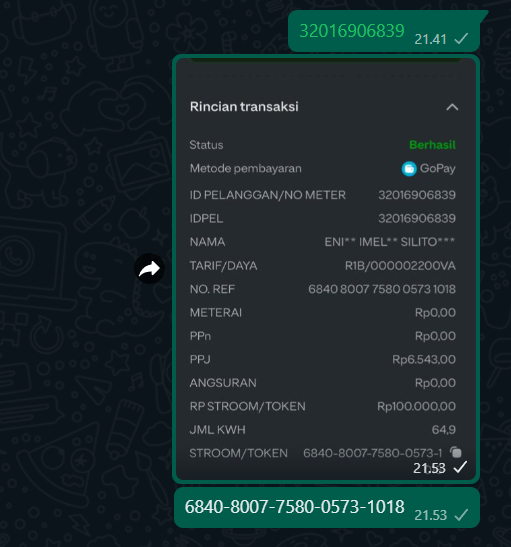 32016906839
21.41
Rincian transaksi
Status Berhasil
Metode pembayaran GoPay
ID PELANGGAN/NO METER 32016906839
IDPEL 32016906839
NAMA ENI** IMEL** SILITO***
TARIF/DAYA R1B/000002200VA
NO. REF 6840 8007 7580 0573 1018
METERAI Rp0,00
PPn Rp0,00
PPJ Rp6.543,00
ANGSURAN Rp0,00
RP STROOM/TOKEN Rp100.000,00
JML KWH 64,9
STROOM/TOKEN 6840-8007-7580-0573-1
21.53
6840-8007-7580-0573-1018
21.53